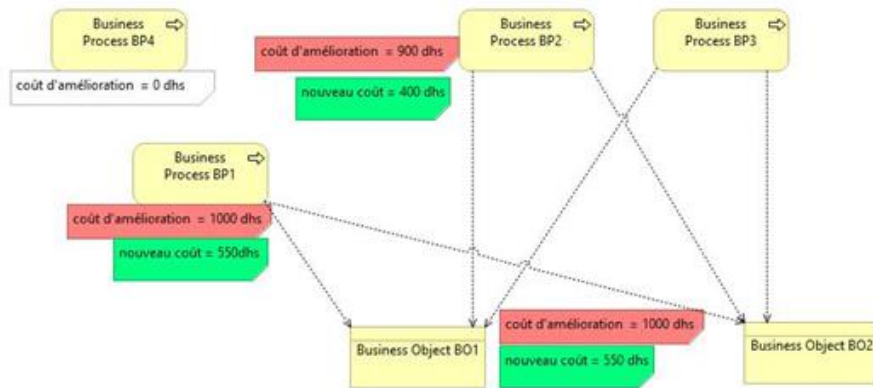 Business
Process BP4
coût d'amélioration = 0 dhs
coût d'amélioration = 900 dhs
nouveau coût = 400 dhs
Business
Process BP2
Business
Process BP3
Business
Process BP1
coût d'amélioration = 1000 dhs
nouveau coût = 550dhs
Business Object BO1
coût d'amélioration = 1000 dhs
nouveau coût = 550 dhs
Business Object BO2